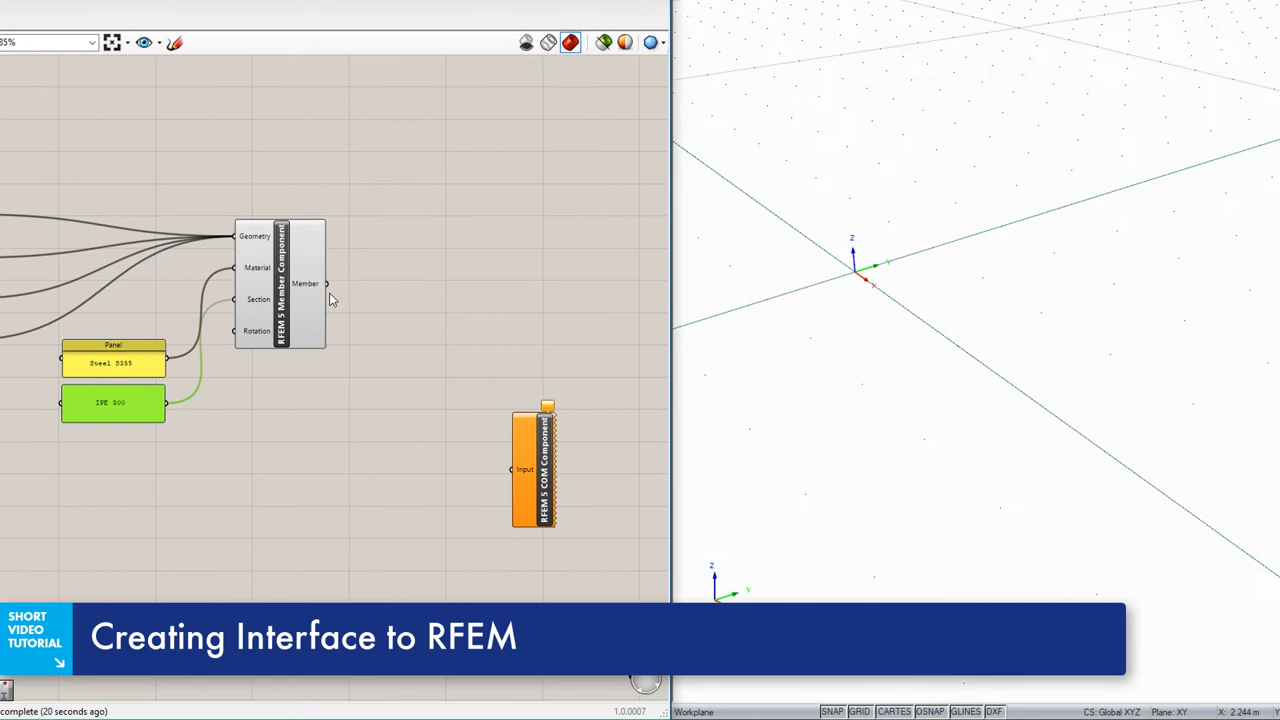 35%
Geometry
Material
Section
Rotation
RFEM 5 Member Component
Member
Panel
Steel S355
IPE 300
Input
RFEM 5 COM Component
Z
Y
X
Z
Y
SHORT
VIDEO
TUTORIAL
Creating Interface to RFEM
complete (20 seconds ago)
1.0.0007
Workplane
SNAP GRID CARTES OSNAP GLINES DXF
CS: Global XYZ
Plane: XY
X: 2.244 m